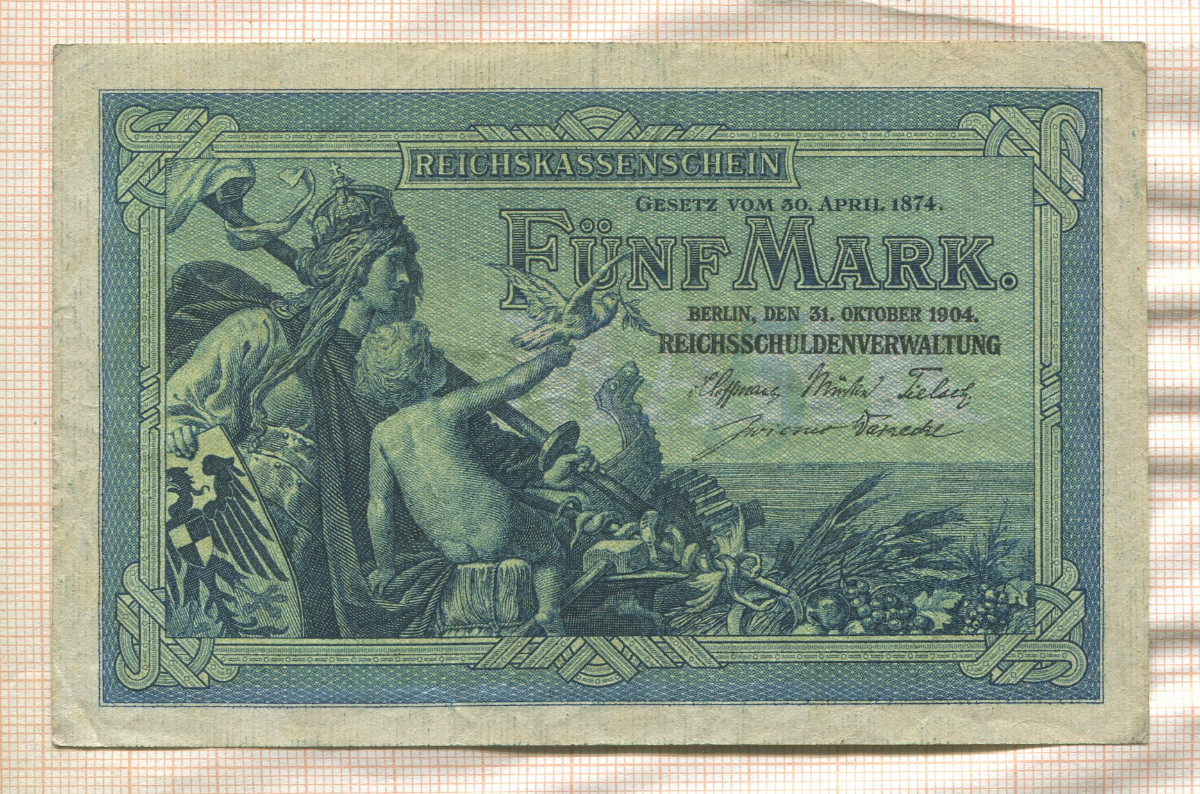 REICHSKASSENSCHEIN
GESETZ VOM 30. APRIL 1874.
FÜNF MARK.
BERLIN, DEN 31. OKTOBER 1904.
REICHSSCHULDENVERWALTUNG